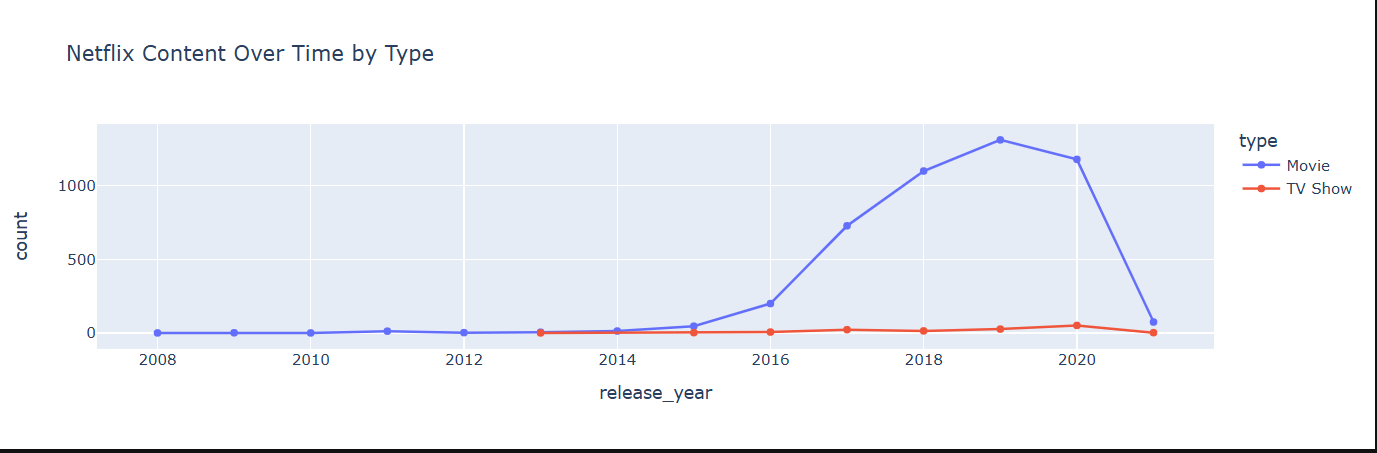 Netflix Content Over Time by Type
type
Movie
TV Show
count
1000
500
0
2008 2010 2012 2014 2016 2018 2020
release_year